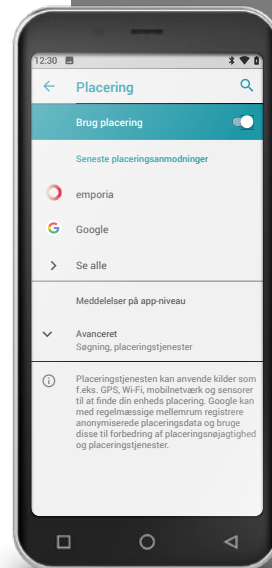 12:30
Placering
Brug placering
Seneste placeringsanmodninger
emporia
Google
Se alle
Meddelelser på app-niveau
Avanceret
Søgning, placeringstjenester
Placeringstjenesten kan anvende kilder som
f.eks. GPS, Wi-Fi, mobilnetværk og sensorer
til at finde din enheds placering. Google kan
med regelmæssige mellemrum registrere
anonymiserede placeringsdata og bruge
disse til forbedring af placeringsnøjagtighed
og placeringstjenester.